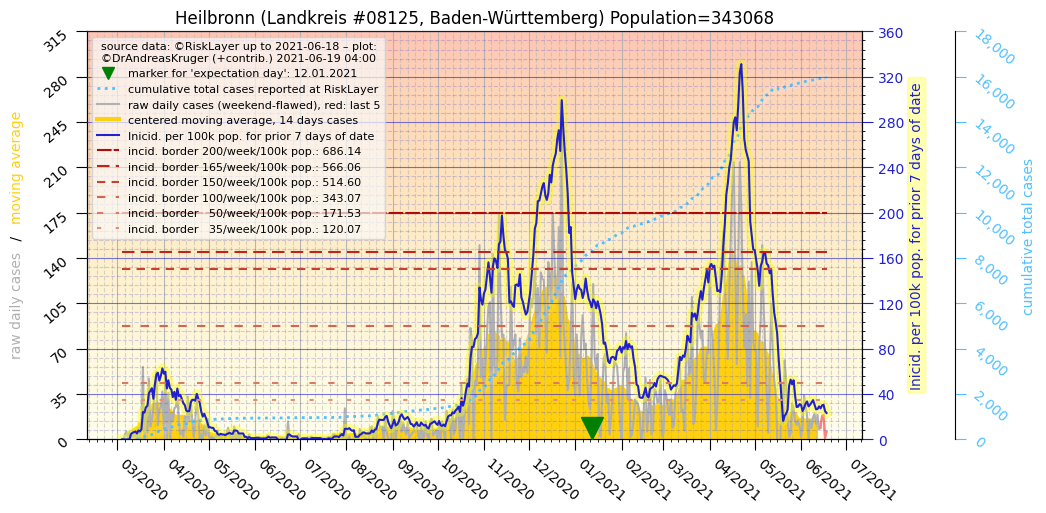 Heilbronn (Landkreis #08125, Baden-Württemberg) Population=343068
source data: ©RiskLayer up to 2021-06-18 – plot:
©DrAndreasKruger (+contrib.) 2021-06-19 04:00
marker for 'expectation day': 12.01.2021
cumulative total cases reported at RiskLayer
raw daily cases (weekend-flawed), red: last 5
centered moving average, 14 days cases
Inicid. per 100k pop. for prior 7 days of date
incid. border 200/week/100k pop.: 686.14
incid. border 165/week/100k pop.: 566.06
incid. border 150/week/100k pop.: 514.60
incid. border 100/week/100k pop.: 343.07
incid. border   50/week/100k pop.: 171.53
incid. border   35/week/100k pop.: 120.07
raw daily cases  /  moving average
315
280
245
210
175
140
105
70
35
0
360
320
280
240
200
160
120
80
40
0
Inicid. per 100k pop. for prior 7 days of date
18,000
16,000
14,000
12,000
10,000
8,000
6,000
4,000
2,000
0
cumulative total cases
03/2020
04/2020
05/2020
06/2020
07/2020
08/2020
09/2020
10/2020
11/2020
12/2020
01/2021
02/2021
03/2021
04/2021
05/2021
06/2021
07/2021